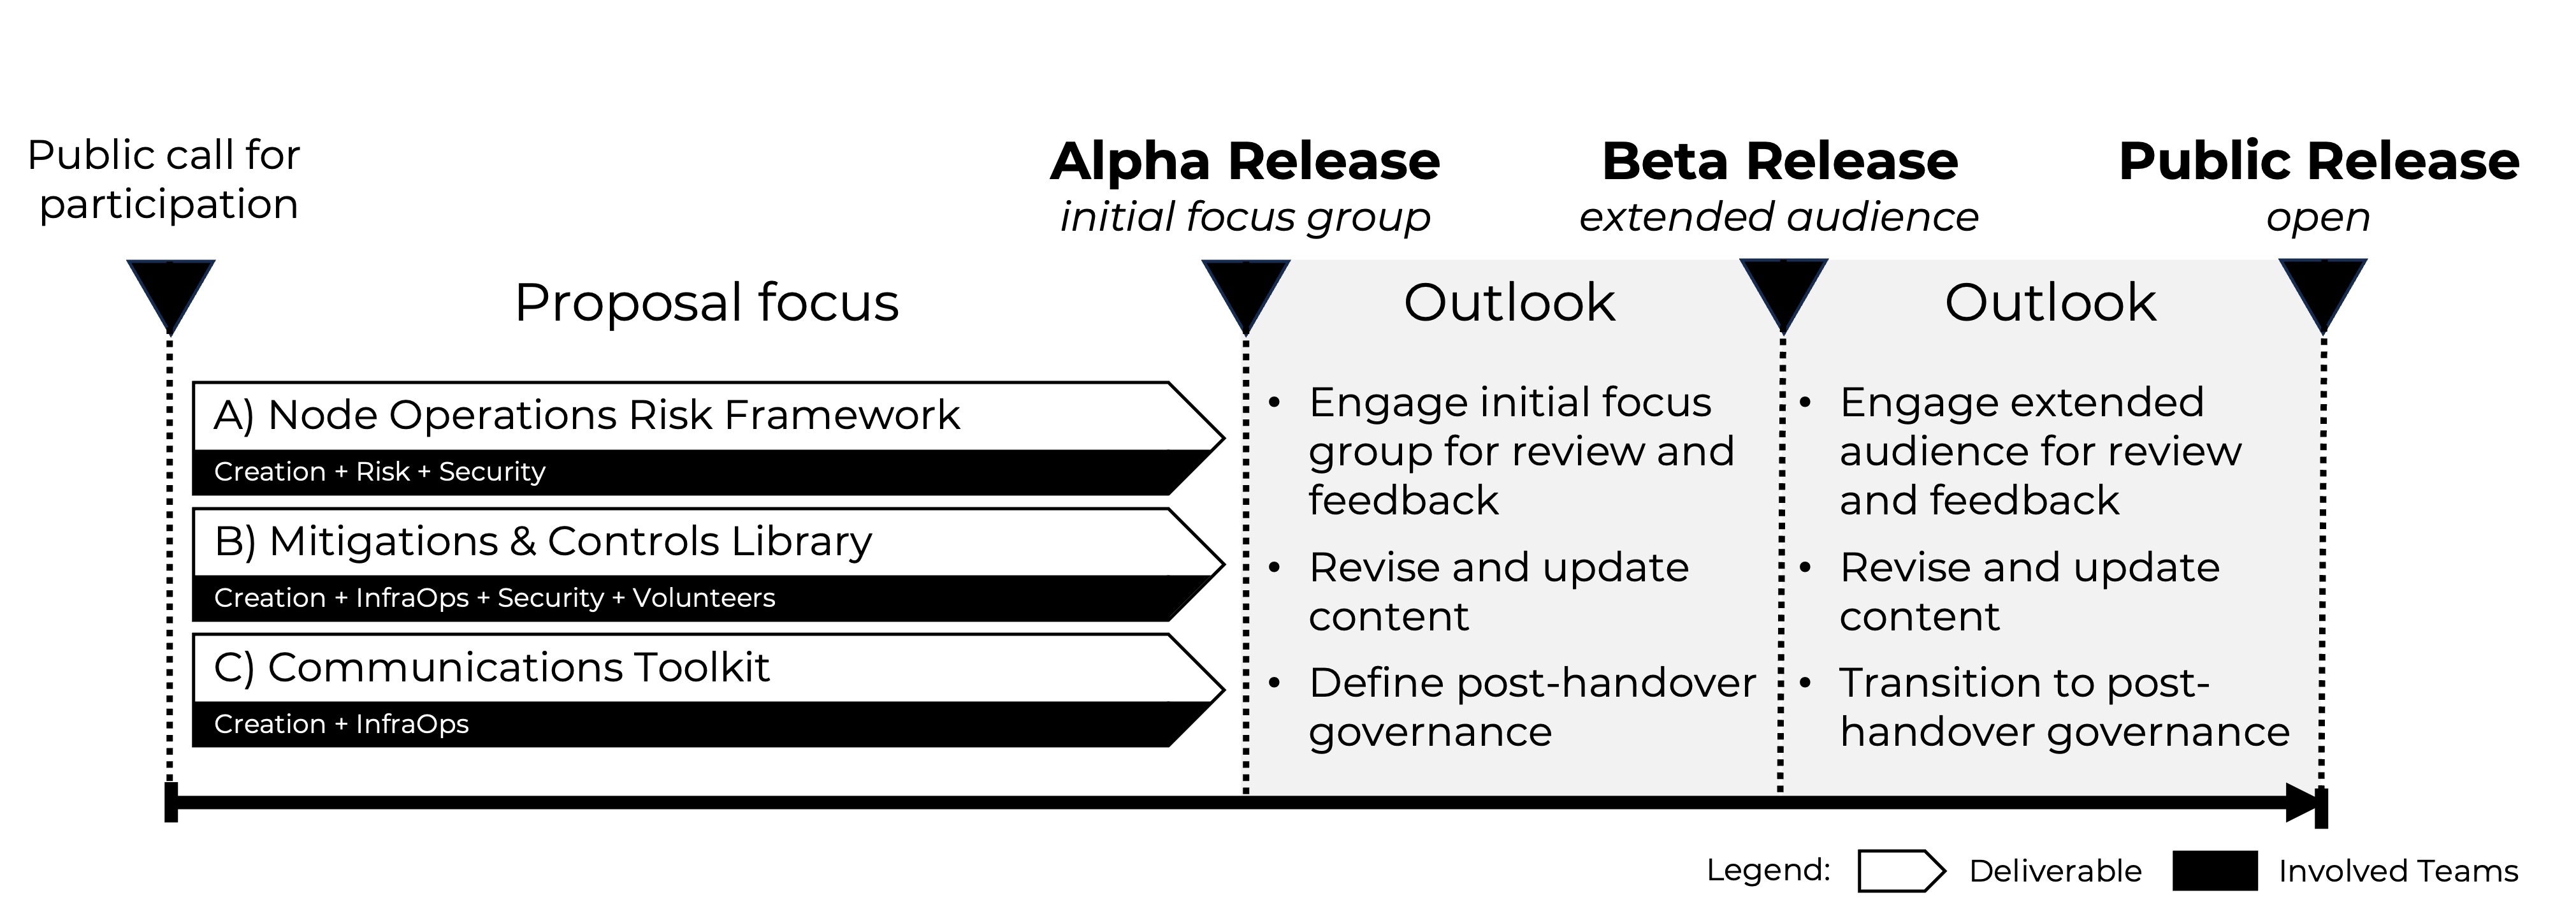 Public call for
participation
Alpha Release
initial focus group
Beta Release
extended audience
Public Release
open
Proposal focus
A) Node Operations Risk Framework
Creation + Risk + Security
B) Mitigations & Controls Library
Creation + InfraOps + Security + Volunteers
C) Communications Toolkit
Creation + InfraOps
Outlook
• Engage initial focus
group for review and
feedback
• Revise and update
content
• Define post-handover
governance
Outlook
• Engage extended
audience for review
and feedback
• Revise and update
content
• Transition to post-
handover governance
Legend:
Deliverable
Involved Teams